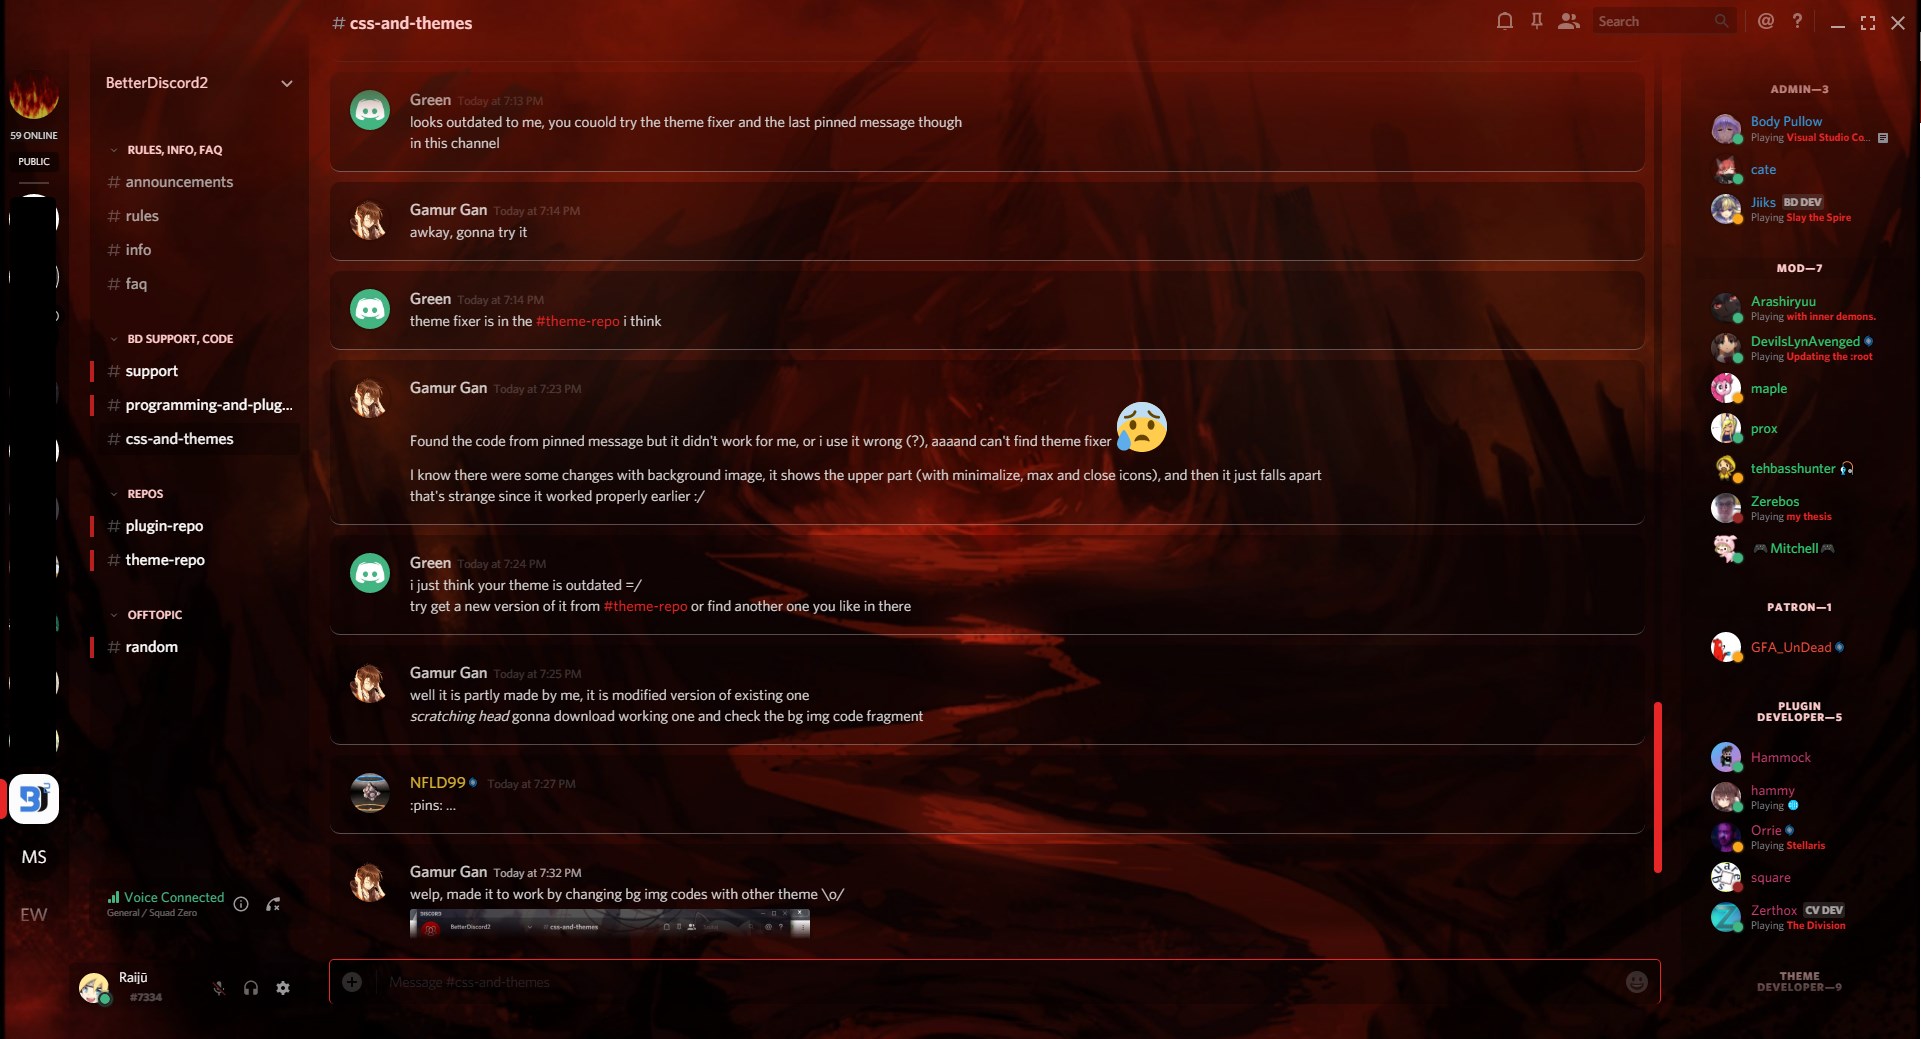 # css-and-themes
Search
59 ONLINE
PUBLIC
MS
EW
BetterDiscord2
RULES, INFO, FAQ
# announcements
# rules
# info
# faq
BD SUPPORT, CODE
# support
# programming-and-plug...
# css-and-themes
REPOS
# plugin-repo
# theme-repo
OFFTOPIC
# random
Voice Connected
General / Squad Zero
Raijū
#7334
Green Today at 7:13 PM
looks outdated to me, you couold try the theme fixer and the last pinned message though
in this channel
Gamur Gan Today at 7:14 PM
awkay, gonna try it
Green Today at 7:14 PM
theme fixer is in the #theme-repo i think
Gamur Gan Today at 7:23 PM
Found the code from pinned message but it didn't work for me, or i use it wrong (?), aaaand can't find theme fixer
I know there were some changes with background image, it shows the upper part (with minimalize, max and close icons), and then it just falls apart
that's strange since it worked properly earlier :/
Green Today at 7:24 PM
i just think your theme is outdated =/
try get a new version of it from #theme-repo or find another one you like in there
Gamur Gan Today at 7:25 PM
well it is partly made by me, it is modified version of existing one
scratching head gonna download working one and check the bg img code fragment
NFLD99 Today at 7:27 PM
:pins: ...
Gamur Gan Today at 7:32 PM
welp, made it to work by changing bg img codes with other theme \o/
DISCORD
BetterDiscord2
# css-and-themes
Message #css-and-themes
ADMIN—3
Body Pullow
Playing Visual Studio Co...
cate
Jiiks BD DEV
Playing Slay the Spire
MOD—7
Arashiryuu
Playing with inner demons.
DevilsLynAvenged
Playing Updating the :root
maple
prox
tehbasshunter
Zerebos
Playing my thesis
Mitchell
PATRON—1
GFA_UnDead
PLUGIN
DEVELOPER—5
Hammock
hammy
Playing
Orrie
Playing Stellaris
square
Zerthox CV DEV
Playing The Division
THEME
DEVELOPER—9